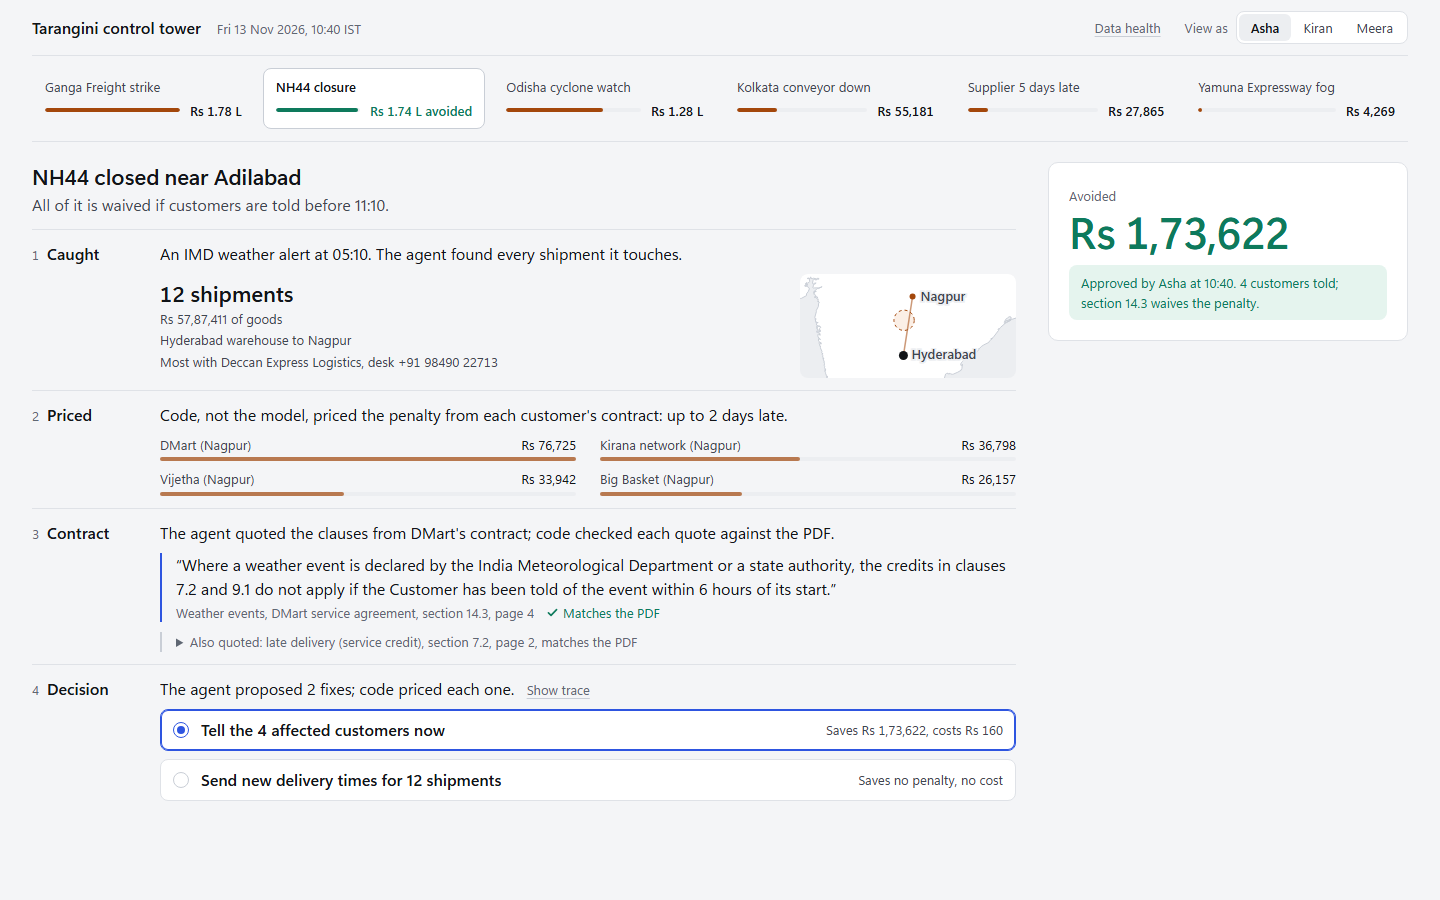 Tarangini control tower
Fri 13 Nov 2026, 10:40 IST
Data health
View as
Asha
Kiran
Meera
Ganga Freight strike
Rs 1.78 L
NH44 closure
Rs 1.74 L avoided
Odisha cyclone watch
Rs 1.28 L
Kolkata conveyor down
Rs 55,181
Supplier 5 days late
Rs 27,865
Yamuna Expressway fog
Rs 4,269
NH44 closed near Adilabad
All of it is waived if customers are told before 11:10.
1 Caught
An IMD weather alert at 05:10. The agent found every shipment it touches.
12 shipments
Rs 57,87,411 of goods
Hyderabad warehouse to Nagpur
Most with Deccan Express Logistics, desk +91 98490 22713
Nagpur
Hyderabad
2 Priced
Code, not the model, priced the penalty from each customer's contract: up to 2 days late.
DMart (Nagpur) Rs 76,725
Kirana network (Nagpur) Rs 36,798
Vijetha (Nagpur) Rs 33,942
Big Basket (Nagpur) Rs 26,157
3 Contract
The agent quoted the clauses from DMart's contract; code checked each quote against the PDF.
“Where a weather event is declared by the India Meteorological Department or a state authority, the credits in clauses
7.2 and 9.1 do not apply if the Customer has been told of the event within 6 hours of its start.”
Weather events, DMart service agreement, section 14.3, page 4 ✓ Matches the PDF
▶ Also quoted: late delivery (service credit), section 7.2, page 2, matches the PDF
4 Decision
The agent proposed 2 fixes; code priced each one. Show trace
Tell the 4 affected customers now
Saves Rs 1,73,622, costs Rs 160
Send new delivery times for 12 shipments
Saves no penalty, no cost
Avoided
Rs 1,73,622
Approved by Asha at 10:40. 4 customers told;
section 14.3 waives the penalty.